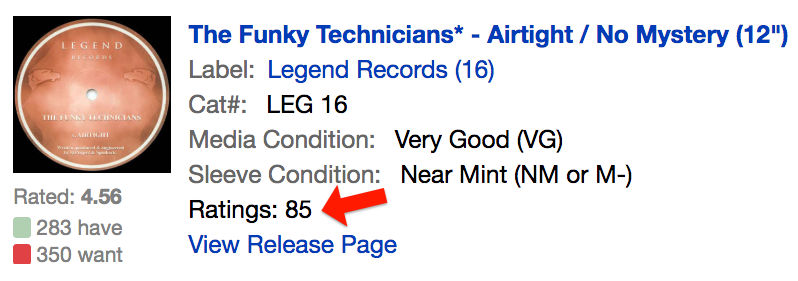 LEGEND
RECORDS
THE FUNKY TECHNICIANS
AIRTIGHT
The Funky Technicians* - Airtight / No Mystery (12")
Label: Legend Records (16)
Cat#: LEG 16
Media Condition: Very Good (VG)
Sleeve Condition: Near Mint (NM or M-)
Ratings: 85
View Release Page
Rated: 4.56
283 have
350 want